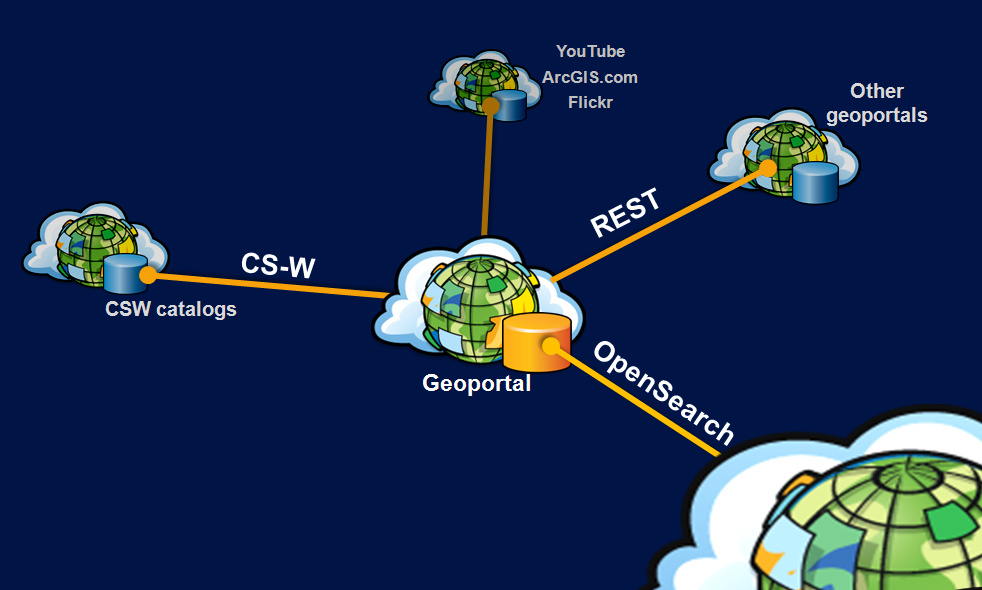 YouTube
ArcGIS.com
Flickr
Other
geoportals
REST
CS-W
CSW catalogs
Geoportal
OpenSearch